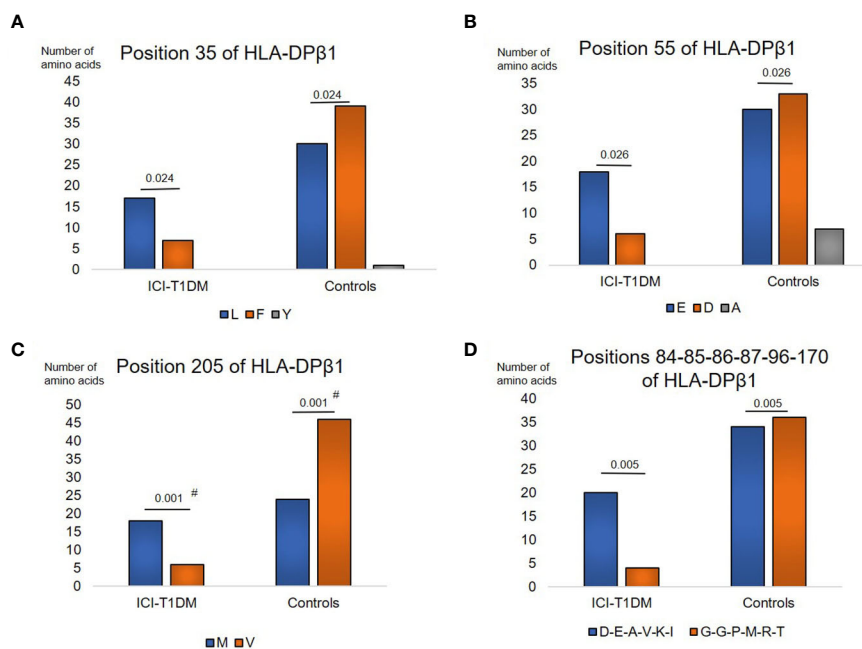 A
Number of
amino acids
Position 35 of HLA-DPβ1
45
40
35
30
25
20
15
10
5
0
0.024
0.024
ICI-T1DM
Controls
L F Y
B
Number of
amino acids
Position 55 of HLA-DPβ1
35
30
25
20
15
10
5
0
0.026
0.026
ICI-T1DM
Controls
E D A
C
Number of
amino acids
Position 205 of HLA-DPβ1
50
45
40
35
30
25
20
15
10
5
0
0.001 #
0.001 #
ICI-T1DM
Controls
M V
D
Number of
amino acids
Positions 84-85-86-87-96-170
of HLA-DPβ1
40
35
30
25
20
15
10
5
0
0.005
0.005
ICI-T1DM
Controls
D-E-A-V-K-I G-G-P-M-R-T